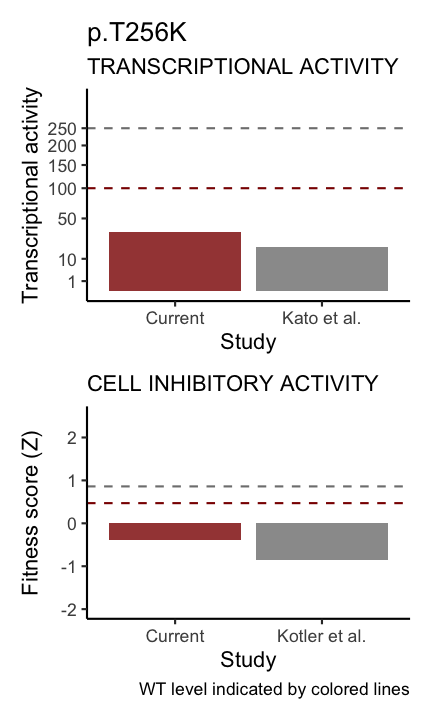 p.T256K
TRANSCRIPTIONAL ACTIVITY
Transcriptional activity
250
200
150
100
50
10
1
Current
Kato et al.
Study
CELL INHIBITORY ACTIVITY
Fitness score (Z)
2
1
0
-1
-2
Current
Kotler et al.
Study
WT level indicated by colored lines